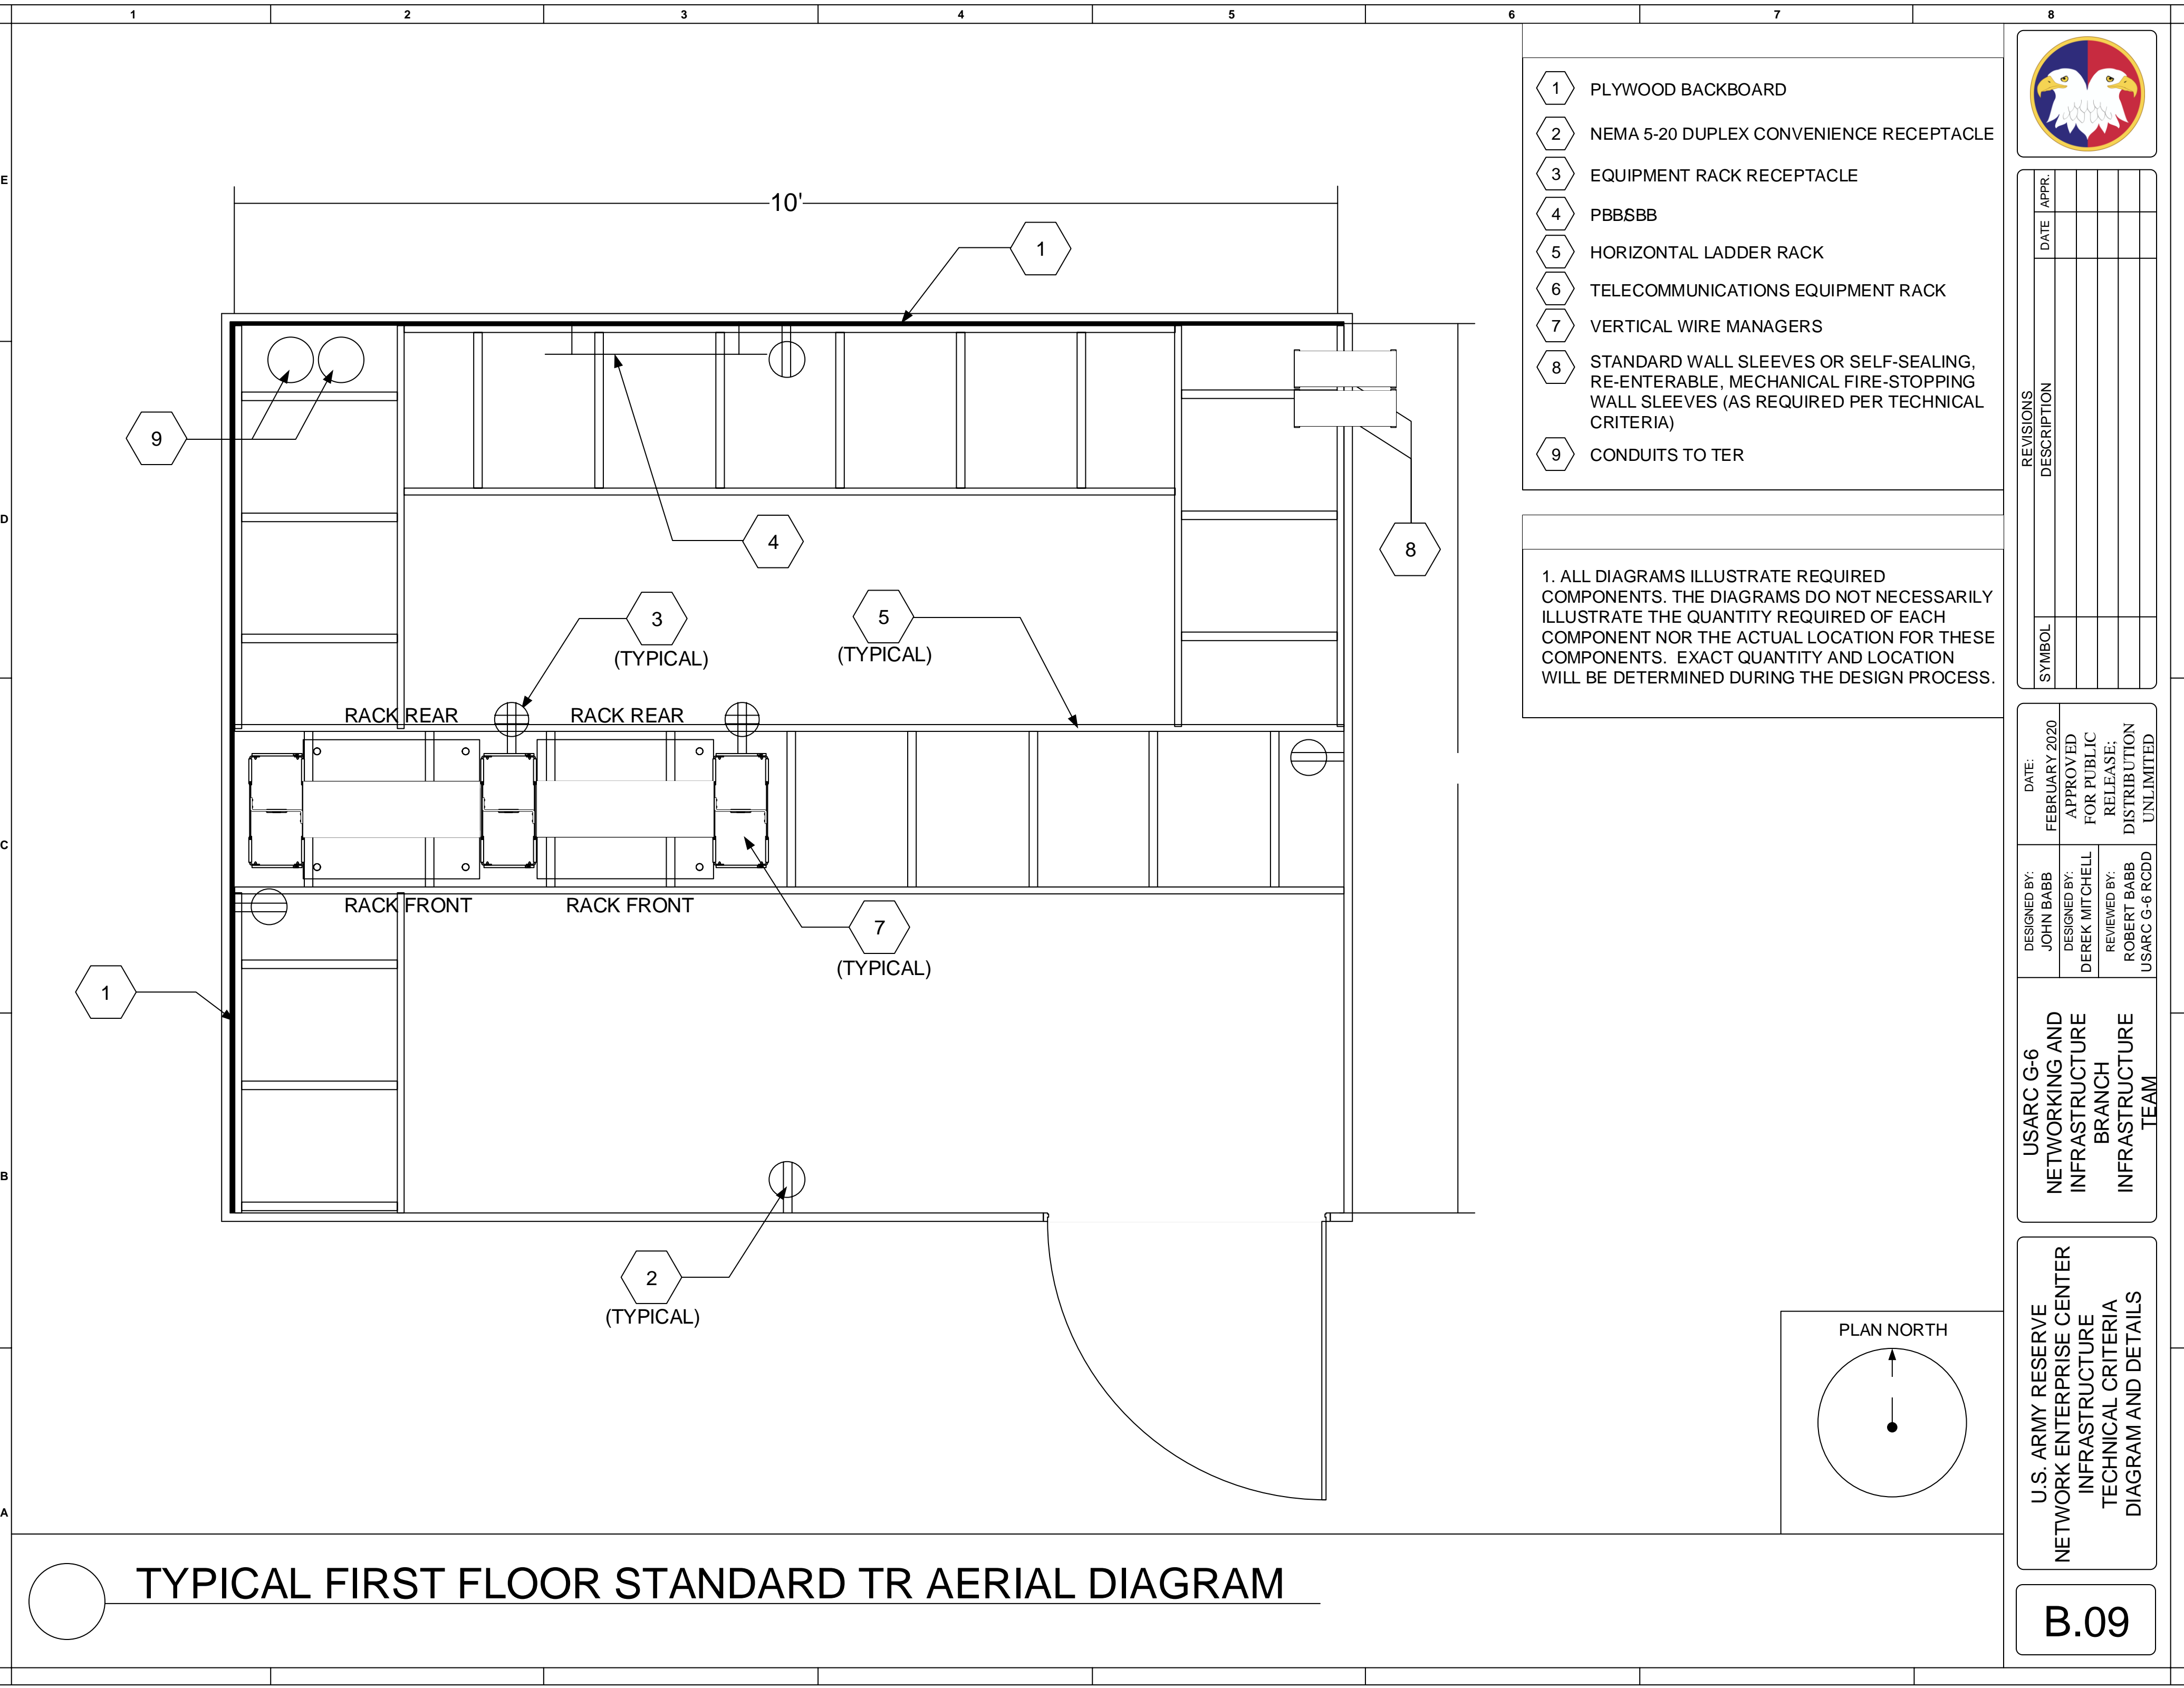 1 2 3 4 5 6 7 8
E
D
C
B
A
10'
1
9
4
8
3
(TYPICAL)
5
(TYPICAL)
RACK REAR
RACK REAR
RACK FRONT
RACK FRONT
7
(TYPICAL)
1
2
(TYPICAL)
1 PLYWOOD BACKBOARD
2 NEMA 5-20 DUPLEX CONVENIENCE RECEPTACLE
3 EQUIPMENT RACK RECEPTACLE
4 PBB/SBB
5 HORIZONTAL LADDER RACK
6 TELECOMMUNICATIONS EQUIPMENT RACK
7 VERTICAL WIRE MANAGERS
8 STANDARD WALL SLEEVES OR SELF-SEALING,
RE-ENTERABLE, MECHANICAL FIRE-STOPPING
WALL SLEEVES (AS REQUIRED PER TECHNICAL
CRITERIA)
9 CONDUITS TO TER
1. ALL DIAGRAMS ILLUSTRATE REQUIRED
COMPONENTS. THE DIAGRAMS DO NOT NECESSARILY
ILLUSTRATE THE QUANTITY REQUIRED OF EACH
COMPONENT NOR THE ACTUAL LOCATION FOR THESE
COMPONENTS. EXACT QUANTITY AND LOCATION
WILL BE DETERMINED DURING THE DESIGN PROCESS.
PLAN NORTH
TYPICAL FIRST FLOOR STANDARD TR AERIAL DIAGRAM
REVISIONS
SYMBOL DESCRIPTION DATE APPR.
DATE:
FEBRUARY 2020
APPROVED
FOR PUBLIC
RELEASE;
DISTRIBUTION
UNLIMITED
DESIGNED BY:
JOHN BABB
DESIGNED BY:
DEREK MITCHELL
REVIEWED BY:
ROBERT BABB
USARC G-6 RCDD
USARC G-6
NETWORKING AND
INFRASTRUCTURE
BRANCH
INFRASTRUCTURE
TEAM
U.S. ARMY RESERVE
NETWORK ENTERPRISE CENTER
INFRASTRUCTURE
TECHNICAL CRITERIA
DIAGRAM AND DETAILS
B.09